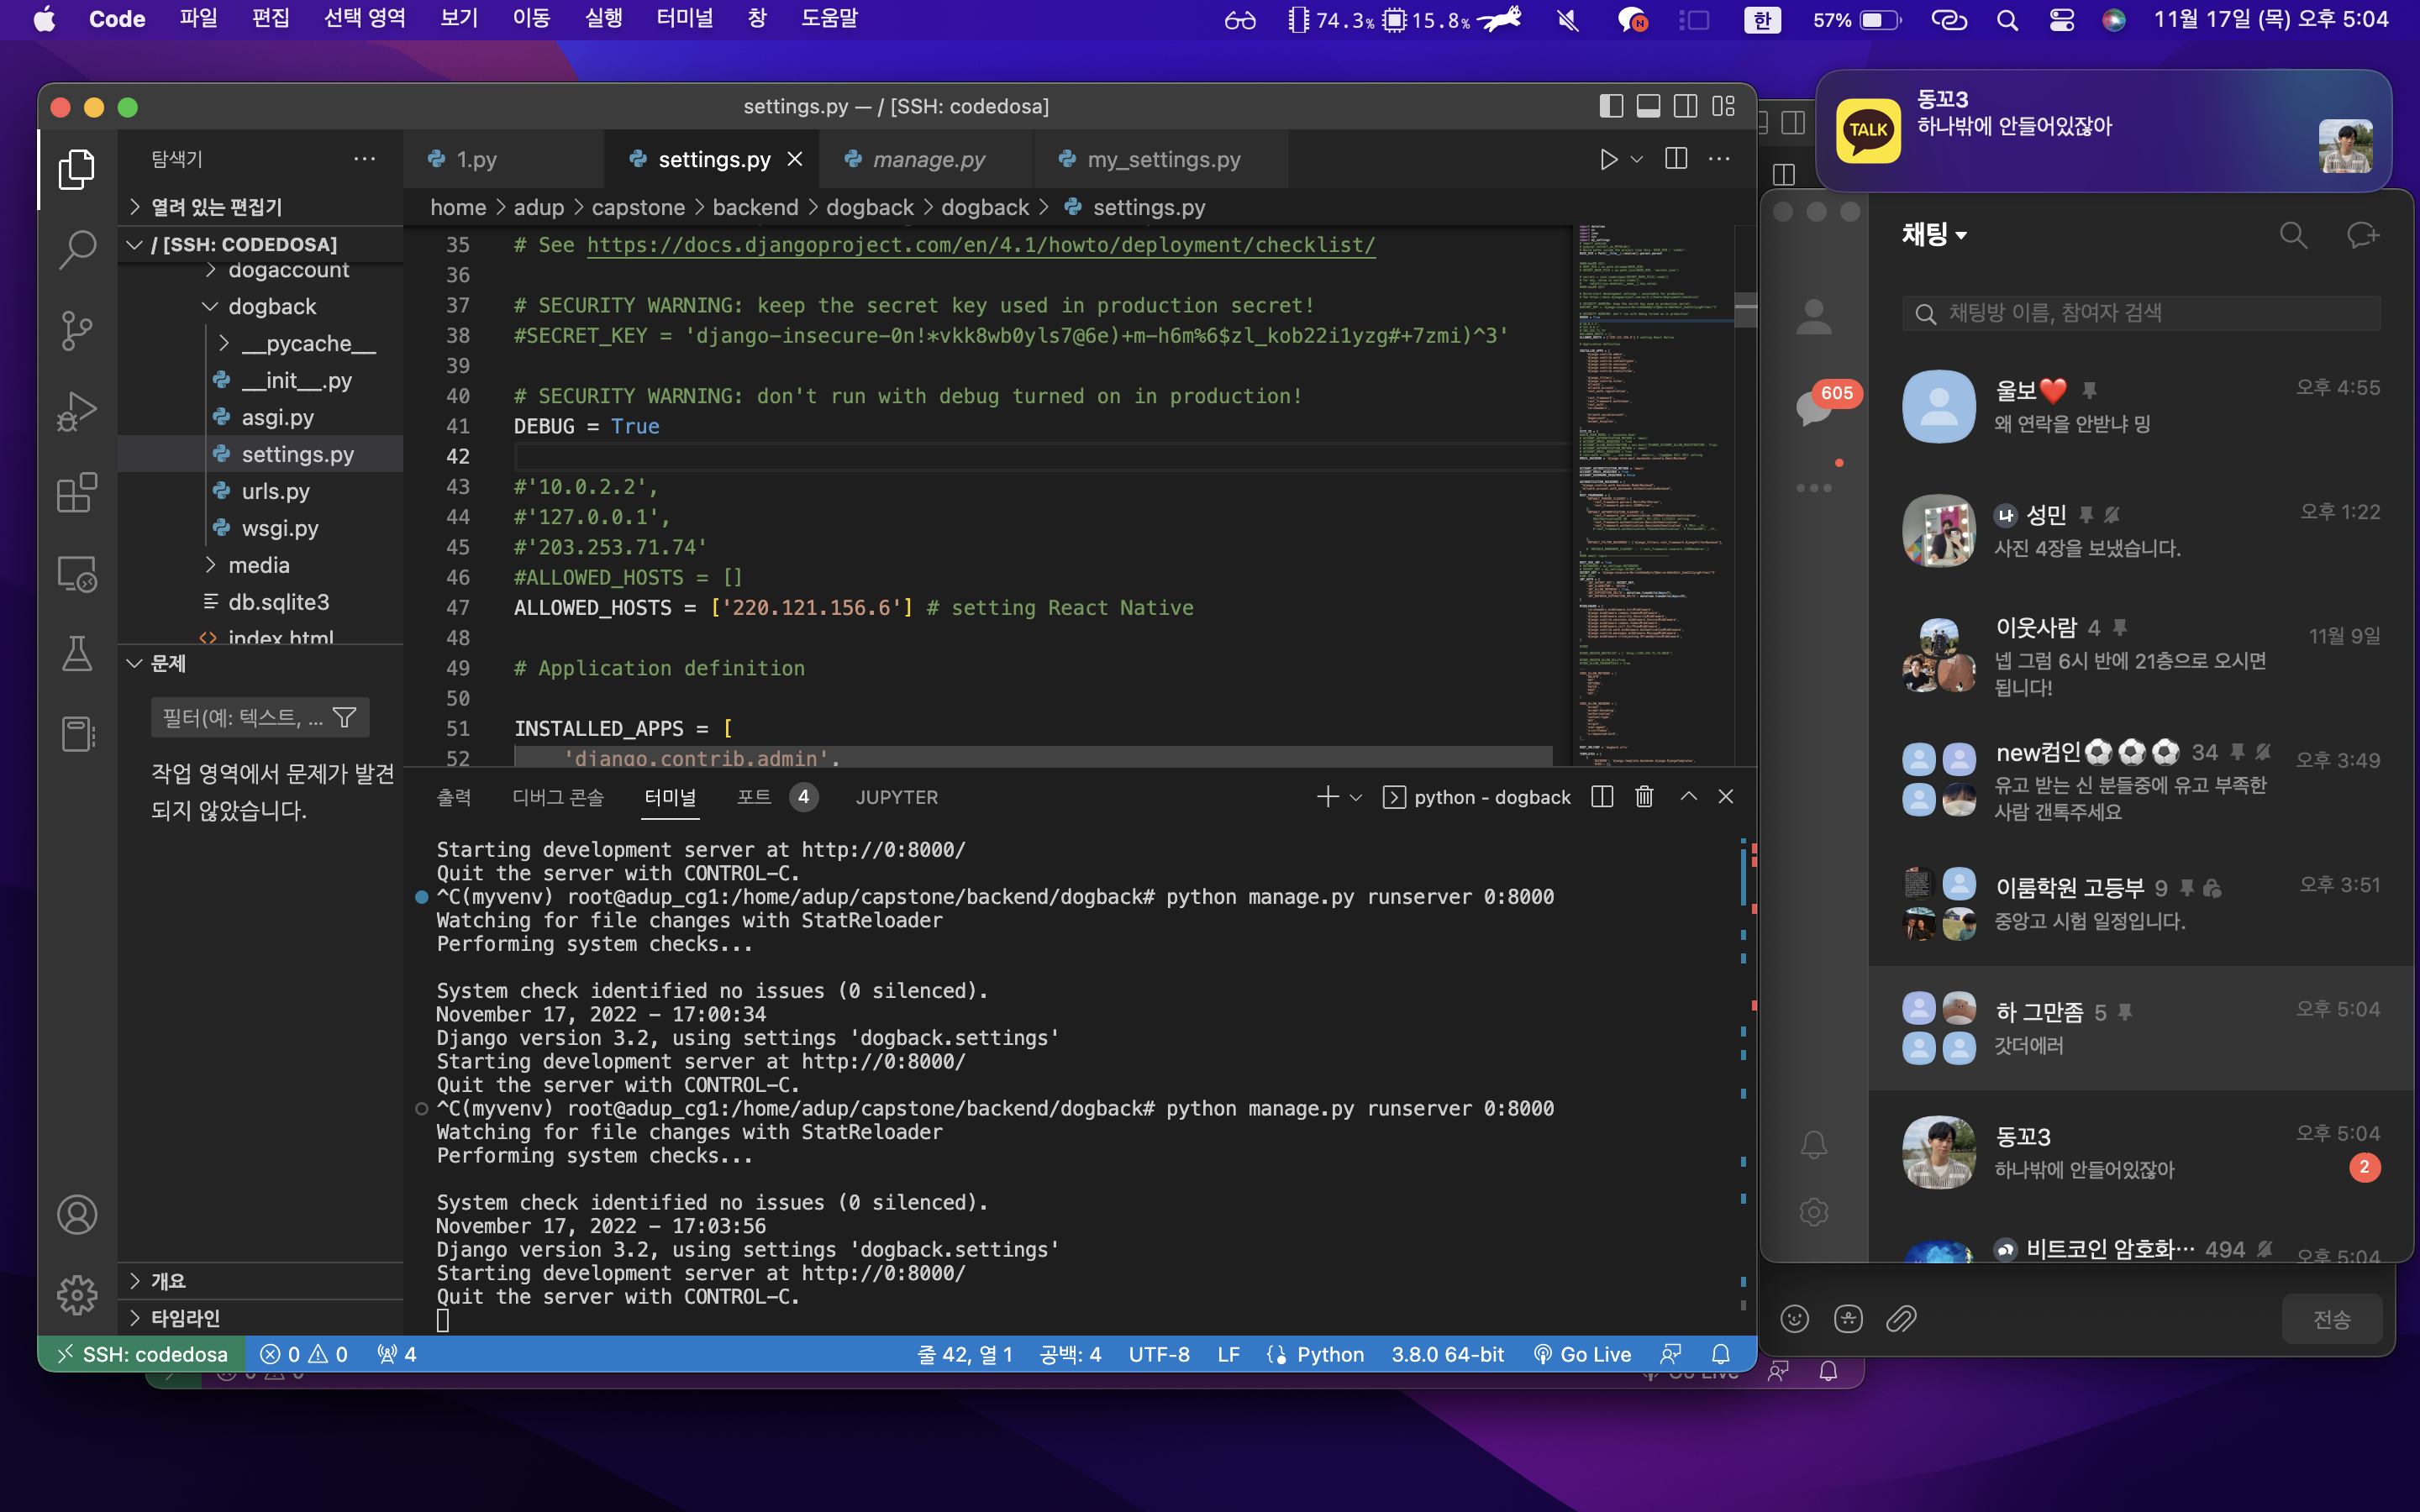 Code 파일 편집 선택 영역 보기 이동 실행 터미널 창 도움말 74.3% 15.8% 한 57% 11월 17일 (목) 오후 5:04
settings.py — / [SSH: codedosa]
탐색기
열려 있는 편집기
/ [SSH: CODEDOSA]
dogaccount
dogback
__pycache__
__init__.py
asgi.py
settings.py
urls.py
wsgi.py
media
db.sqlite3
index.html
문제
필터(예: 텍스트, ...
작업 영역에서 문제가 발견
되지 않았습니다.
개요
타임라인
1.py settings.py manage.py my_settings.py
home > adup > capstone > backend > dogback > dogback > settings.py
35 # See https://docs.djangoproject.com/en/4.1/howto/deployment/checklist/
36
37 # SECURITY WARNING: keep the secret key used in production secret!
38 #SECRET_KEY = 'django-insecure-0n!*vkk8wb0yls7@6e)+m-h6m%6$zl_kob22i1yzg#+7zmi)^3'
39
40 # SECURITY WARNING: don't run with debug turned on in production!
41 DEBUG = True
42
43 #'10.0.2.2',
44 #'127.0.0.1',
45 #'203.253.71.74'
46 #ALLOWED_HOSTS = []
47 ALLOWED_HOSTS = ['220.121.156.6'] # setting React Native
48
49 # Application definition
50
51 INSTALLED_APPS = [
52 'django.contrib.admin',
출력 디버그 콘솔 터미널 포트 4 JUPYTER python - dogback
Starting development server at http://0:8000/
Quit the server with CONTROL-C.
^C(myvenv) root@adup_cg1:/home/adup/capstone/backend/dogback# python manage.py runserver 0:8000
Watching for file changes with StatReloader
Performing system checks...
System check identified no issues (0 silenced).
November 17, 2022 - 17:00:34
Django version 3.2, using settings 'dogback.settings'
Starting development server at http://0:8000/
Quit the server with CONTROL-C.
^C(myvenv) root@adup_cg1:/home/adup/capstone/backend/dogback# python manage.py runserver 0:8000
Watching for file changes with StatReloader
Performing system checks...
System check identified no issues (0 silenced).
November 17, 2022 - 17:03:56
Django version 3.2, using settings 'dogback.settings'
Starting development server at http://0:8000/
Quit the server with CONTROL-C.
SSH: codedosa 0 0 4 줄 42, 열 1 공백: 4 UTF-8 LF Python 3.8.0 64-bit Go Live
TALK
동꼬3
하나밖에 안들어있잖아
채팅
채팅방 이름, 참여자 검색
605
울보❤️ 오후 4:55
왜 연락을 안받냐 밍
나 성민 오후 1:22
사진 4장을 보냈습니다.
이웃사람 4 11월 9일
넵 그럼 6시 반에 21층으로 오시면
됩니다!
new컴인⚽⚽⚽ 34 오후 3:49
유고 받는 신 분들중에 유고 부족한
사람 갠톡주세요
이룸학원 고등부 9 오후 3:51
중앙고 시험 일정입니다.
하 그만좀 5 오후 5:04
갓더에러
동꼬3 오후 5:04
하나밖에 안들어있잖아 2
비트코인 암호화… 494 오후 5:04
전송
Go Live